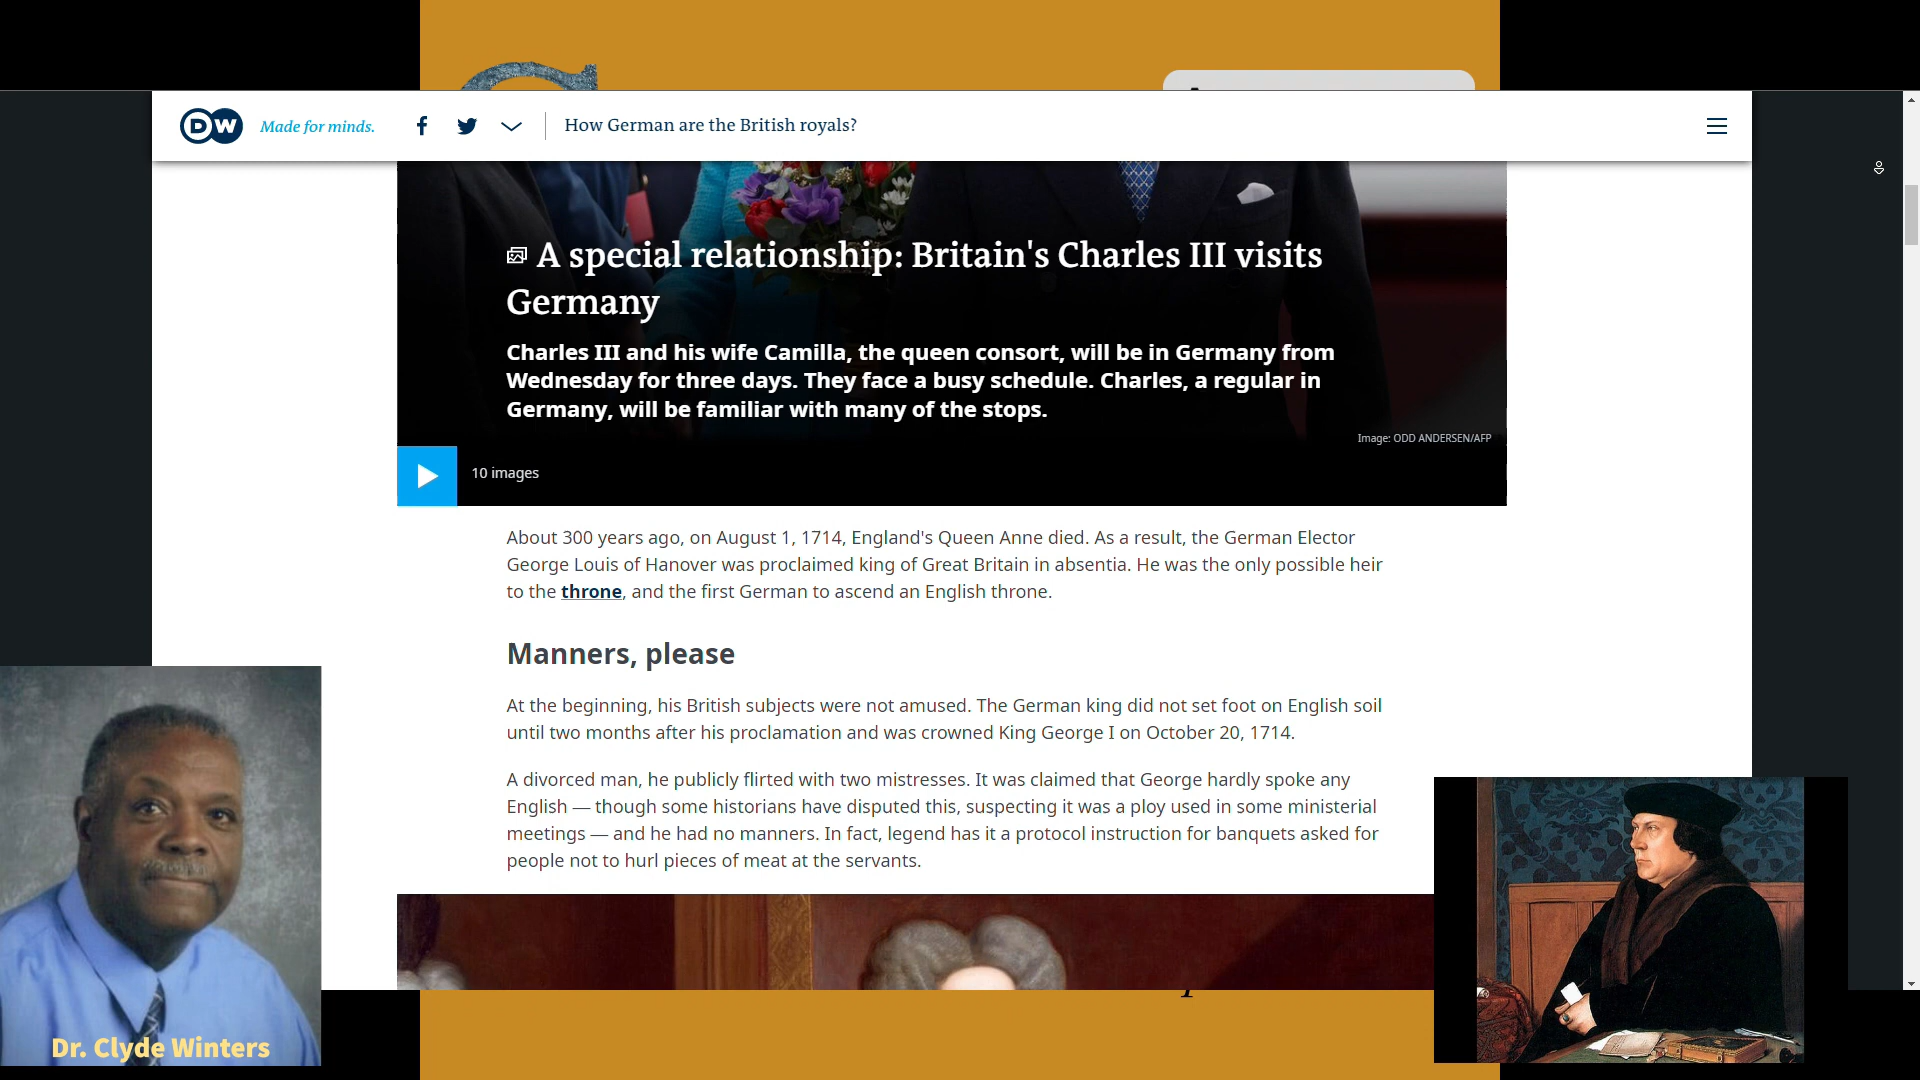 DW Made for minds. How German are the British royals?
A special relationship: Britain's Charles III visits
Germany
Charles III and his wife Camilla, the queen consort, will be in Germany from
Wednesday for three days. They face a busy schedule. Charles, a regular in
Germany, will be familiar with many of the stops.
Image: ODD ANDERSEN/AFP
10 images
About 300 years ago, on August 1, 1714, England's Queen Anne died. As a result, the German Elector
George Louis of Hanover was proclaimed king of Great Britain in absentia. He was the only possible heir
to the throne, and the first German to ascend an English throne.
Manners, please
At the beginning, his British subjects were not amused. The German king did not set foot on English soil
until two months after his proclamation and was crowned King George I on October 20, 1714.
A divorced man, he publicly flirted with two mistresses. It was claimed that George hardly spoke any
English — though some historians have disputed this, suspecting it was a ploy used in some ministerial
meetings — and he had no manners. In fact, legend has it a protocol instruction for banquets asked for
people not to hurl pieces of meat at the servants.
Dr. Clyde Winters